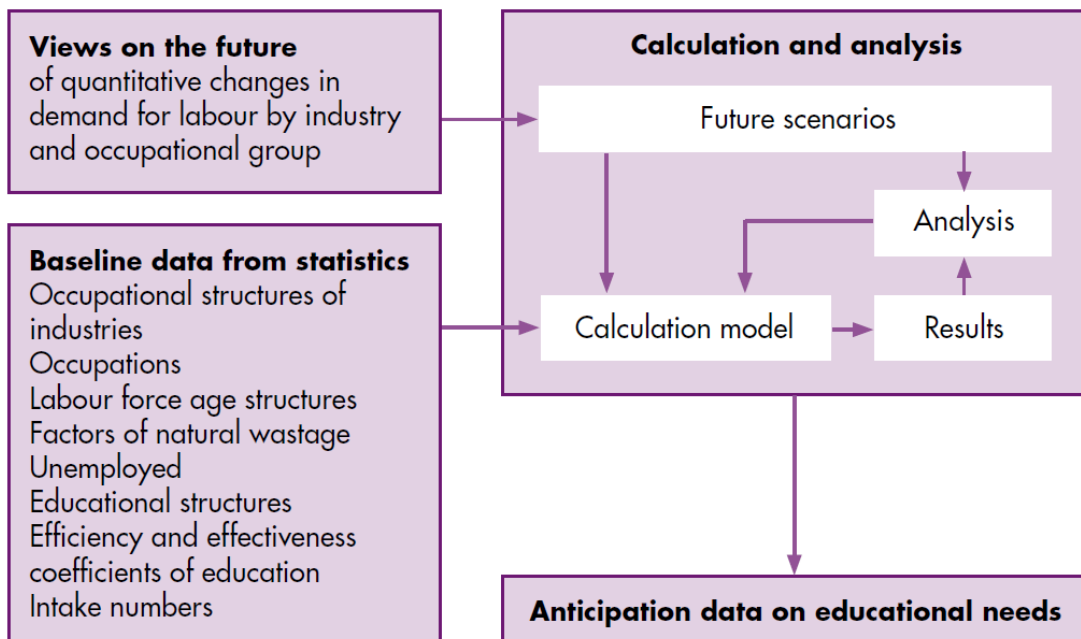 Views on the future
of quantitative changes in
demand for labour by industry
and occupational group
Baseline data from statistics
Occupational structures of
industries
Occupations
Labour force age structures
Factors of natural wastage
Unemployed
Educational structures
Efficiency and effectiveness
coefficients of education
Intake numbers
Calculation and analysis
Future scenarios
Analysis
Calculation model
Results
Anticipation data on educational needs